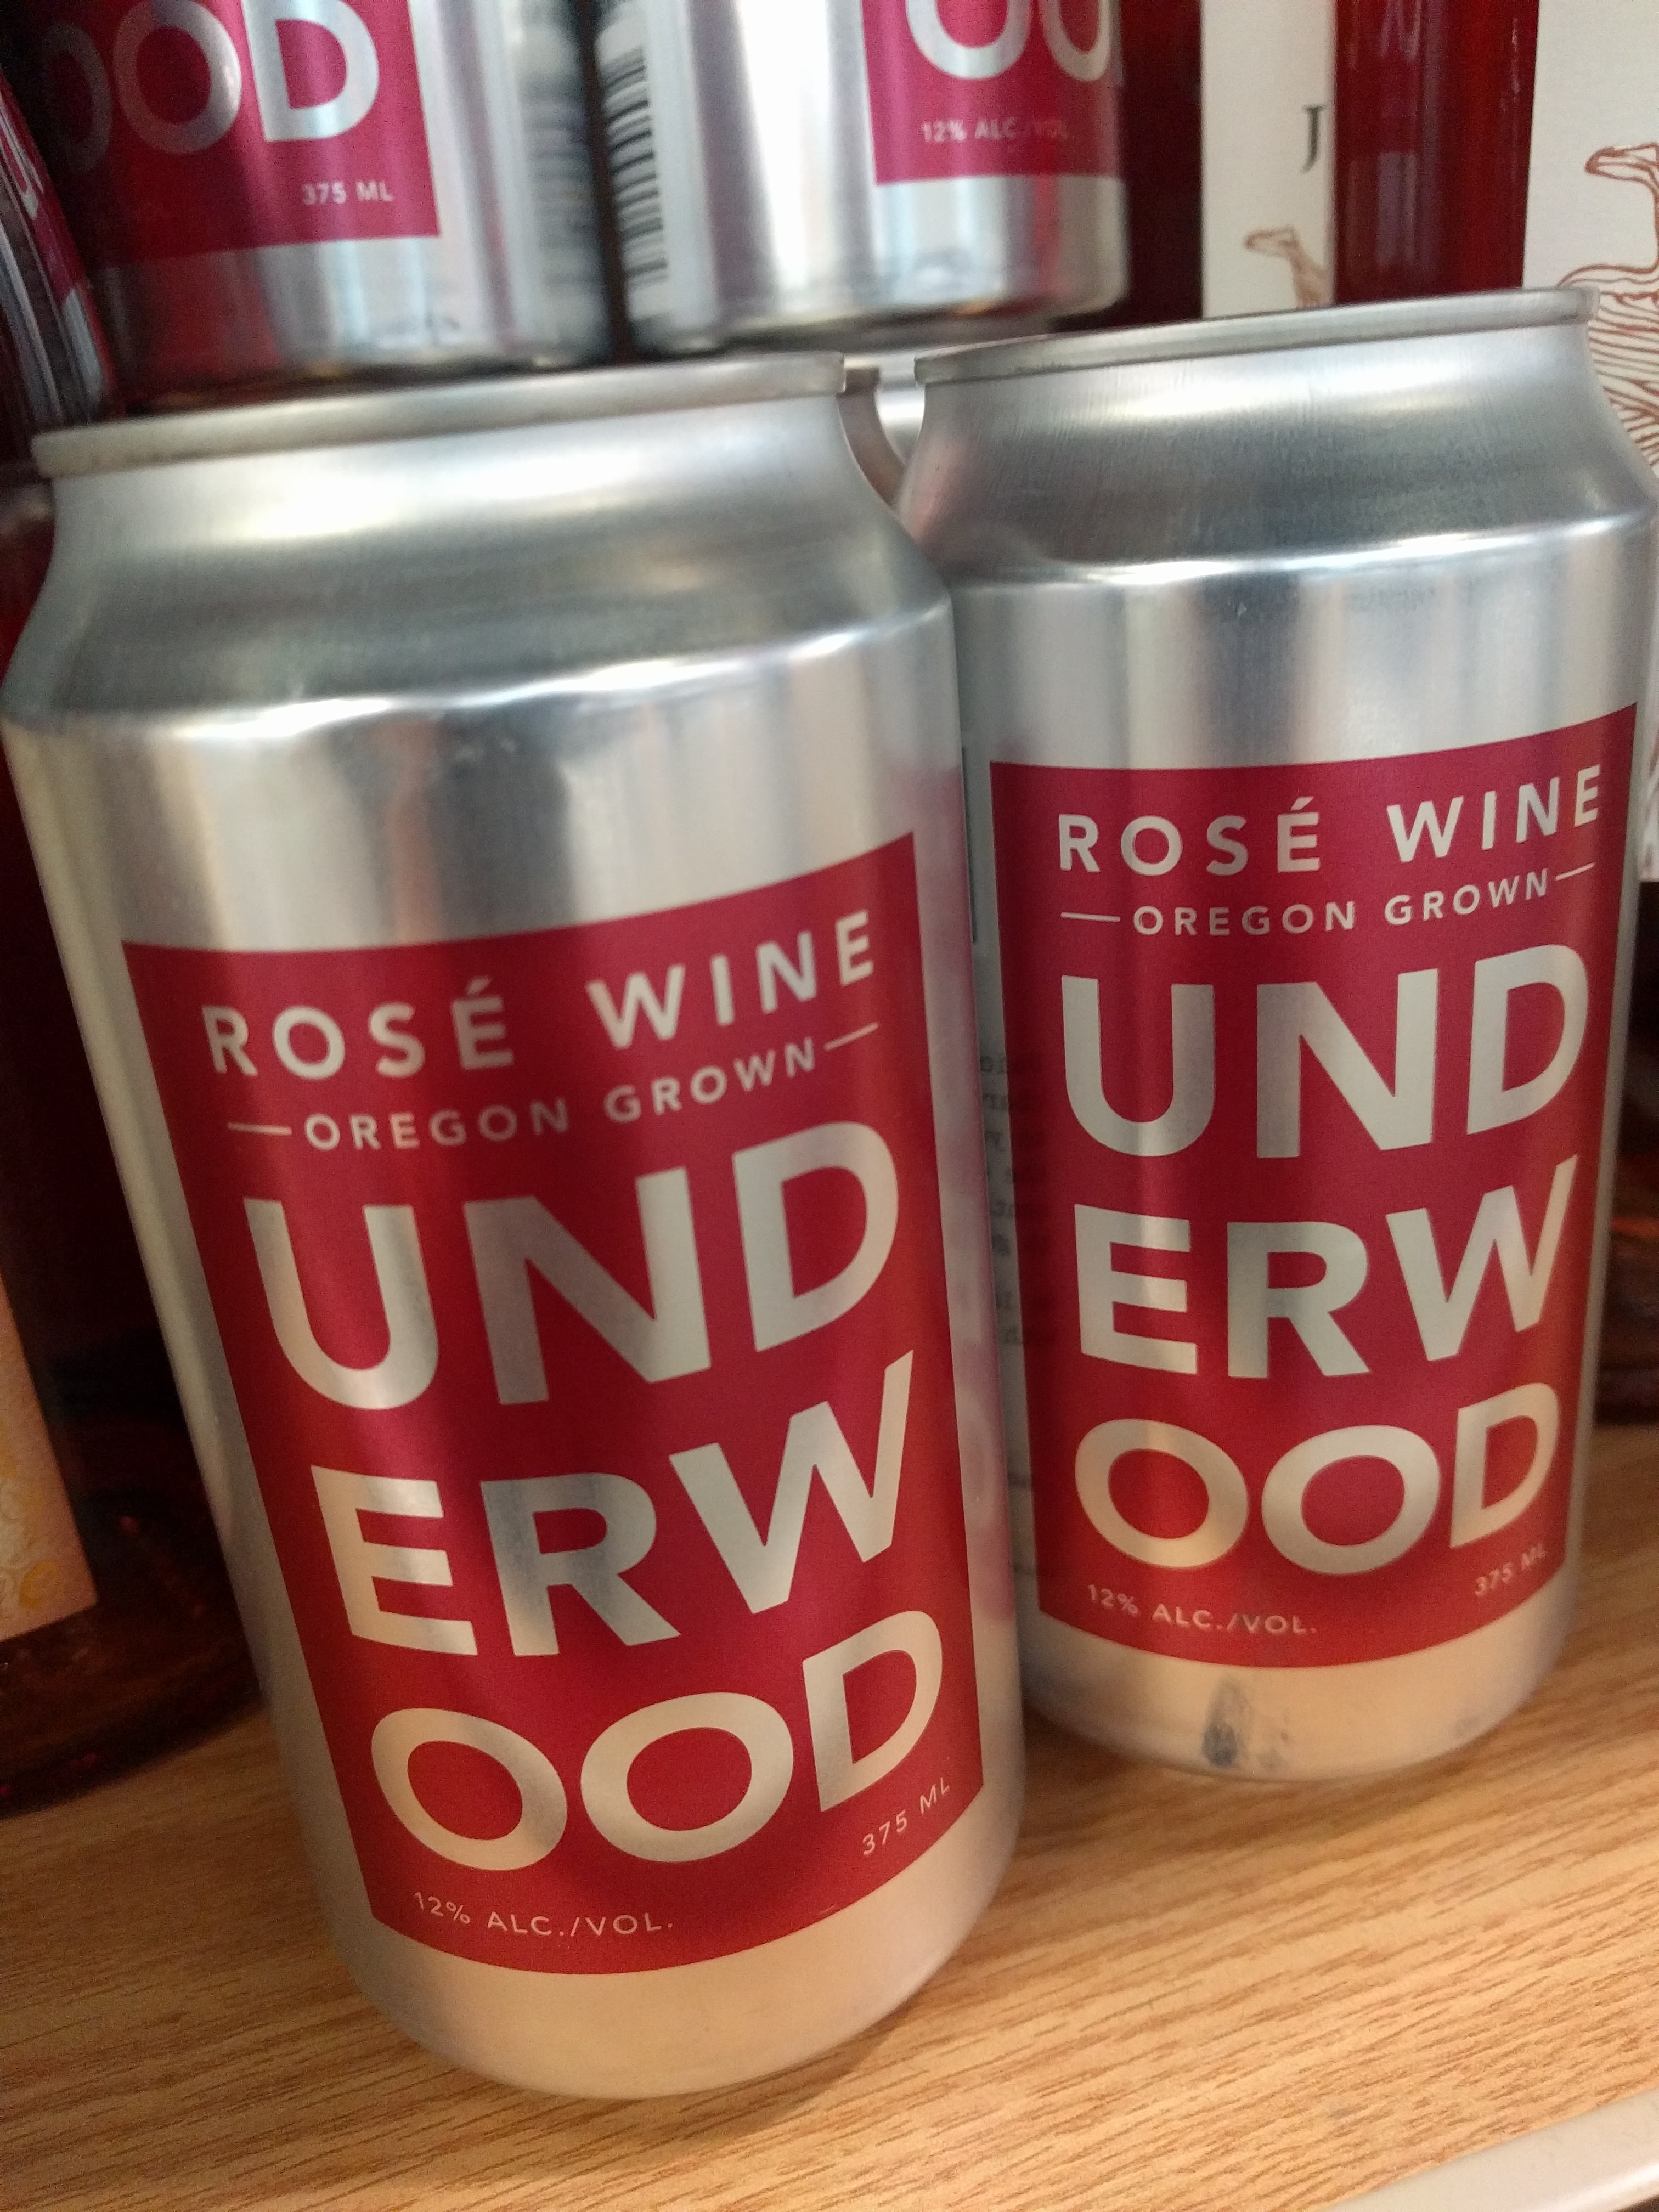 OOD
375 ML
OO
12% ALC./VOL.
J
ROSÉ WINE
OREGON GROWN
UND
ERW
OOD
12% ALC./VOL.
375 ML
ROSÉ WINE
OREGON GROWN
UND
ERW
OOD
12% ALC./VOL.
375 ML